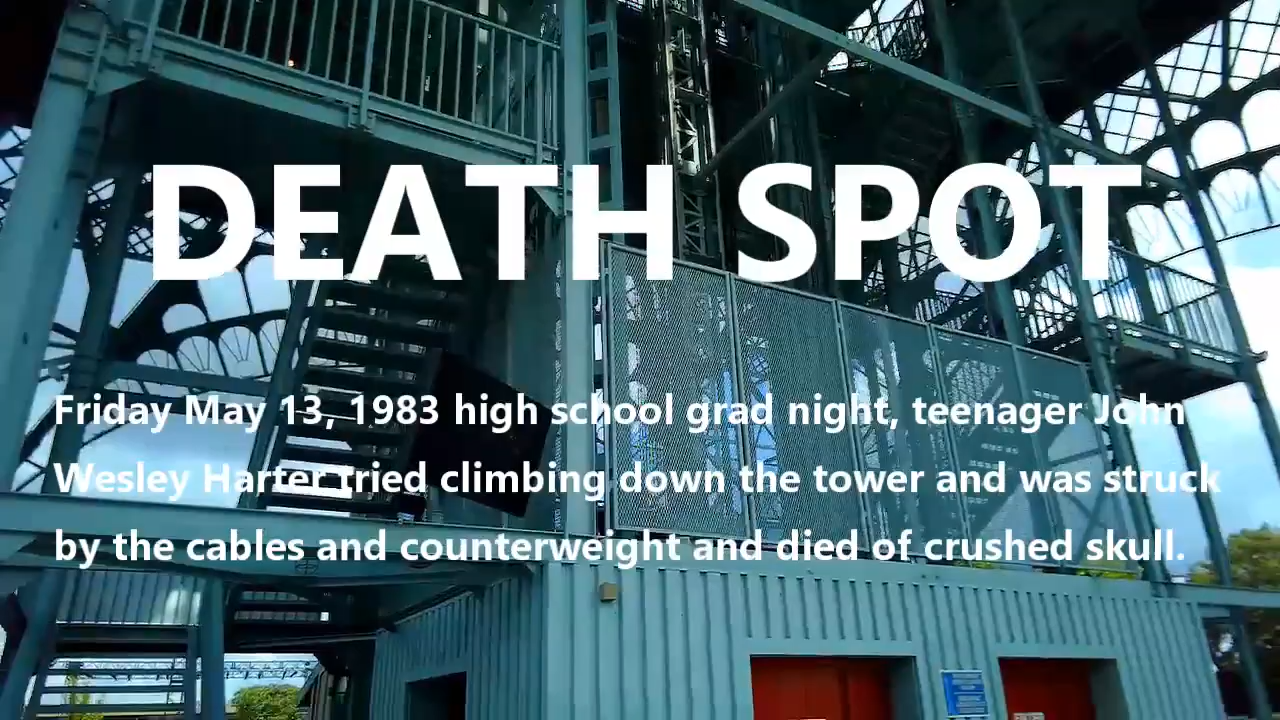 DEATH SPOT
Friday May 13, 1983 high school grad night, teenager John
Wesley Harter tried climbing down the tower and was struck
by the cables and counterweight and died of crushed skull.